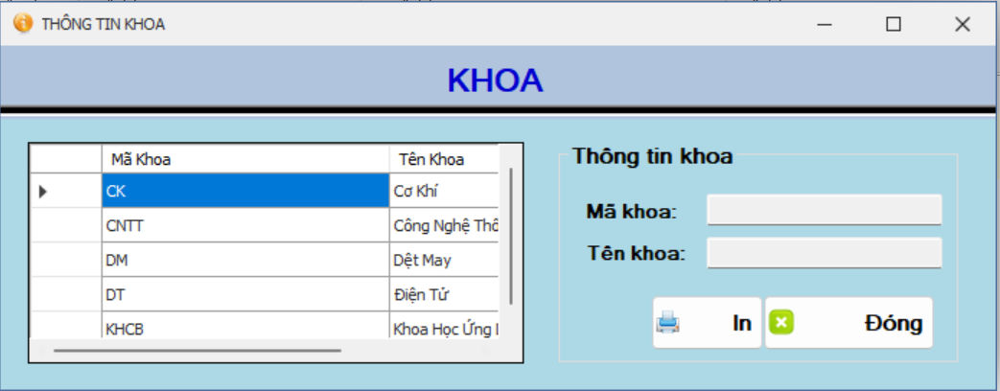 THÔNG TIN KHOA
KHOA
Mã Khoa Tên Khoa
CK Cơ Khí
CNTT Công Nghệ
DM Dệt May
DT Điện Tử
KHCB Khoa Học Ứng
Thông tin khoa
Mã khoa:
Tên khoa:
In Đóng